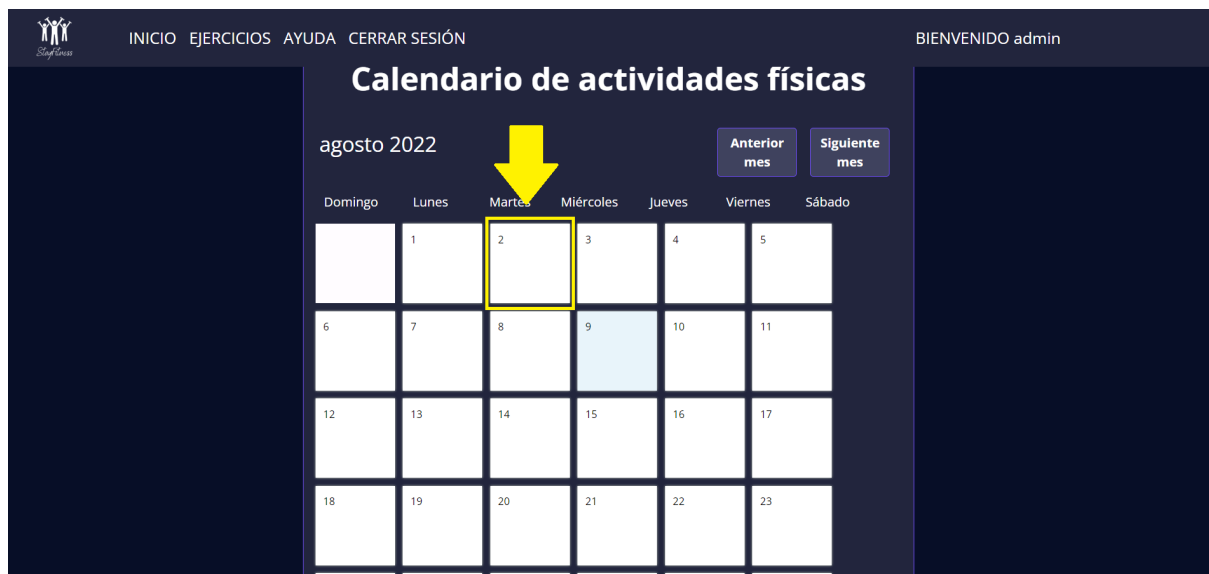 INICIO EJERCICIOS AYUDA CERRAR SESIÓN BIENVENIDO admin
StayFitness
Calendario de actividades físicas
agosto 2022
Anterior mes
Siguiente mes
Domingo Lunes Martes Miércoles Jueves Viernes Sábado
1 2 3 4 5
6 7 8 9 10 11
12 13 14 15 16 17
18 19 20 21 22 23